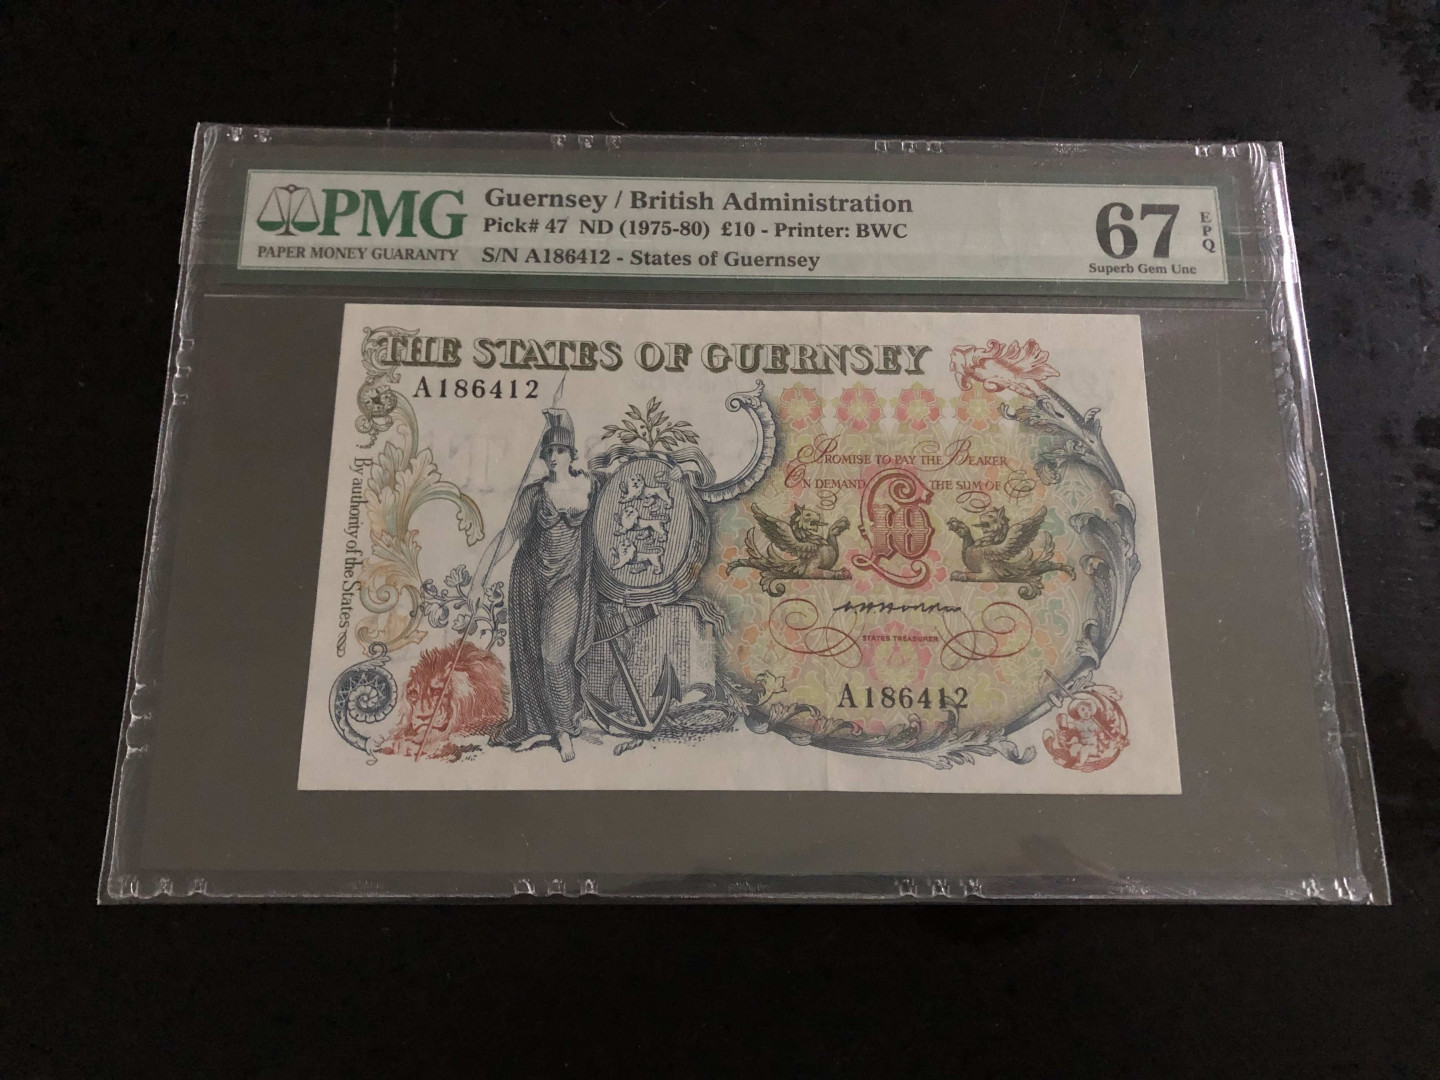 PMG
PAPER MONEY GUARANTY
Guernsey / British Administration
Pick# 47 ND (1975-80) £10 - Printer: BWC
S/N A186412 - States of Guernsey
67
EPQ
Superb Gem Unc
THE STATES OF GUERNSEY
A186412
By authority of the States
PROMISE TO PAY THE BEARER
ON DEMAND THE SUM OF
£10
STATES TREASURER
A186412